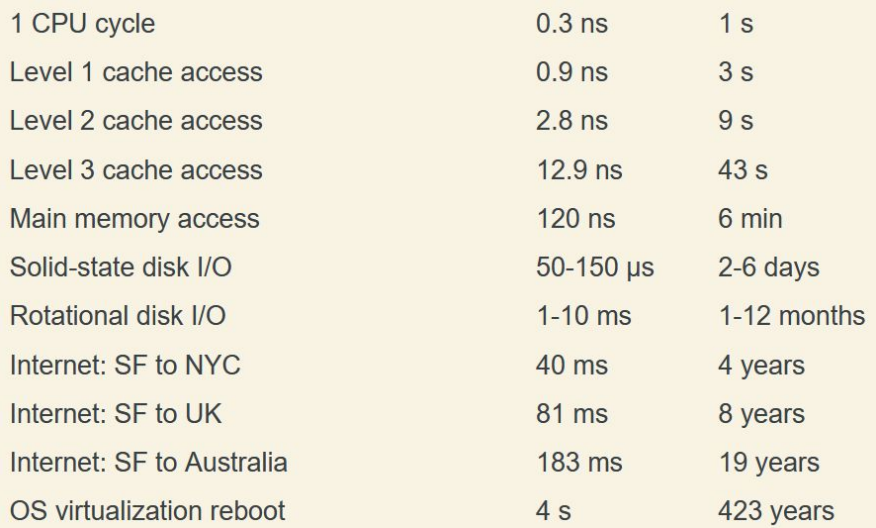 1 CPU cycle 0.3 ns 1 s
Level 1 cache access 0.9 ns 3 s
Level 2 cache access 2.8 ns 9 s
Level 3 cache access 12.9 ns 43 s
Main memory access 120 ns 6 min
Solid-state disk I/O 50-150 μs 2-6 days
Rotational disk I/O 1-10 ms 1-12 months
Internet: SF to NYC 40 ms 4 years
Internet: SF to UK 81 ms 8 years
Internet: SF to Australia 183 ms 19 years
OS virtualization reboot 4 s 423 years